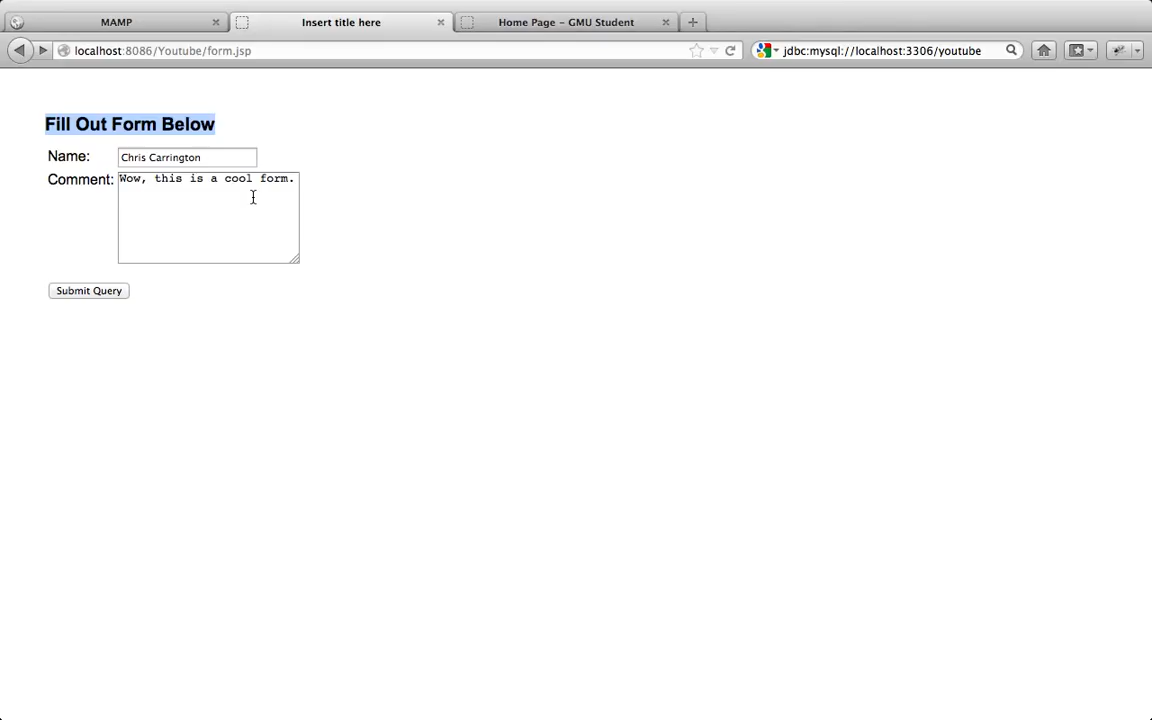 MAMP
Insert title here
Home Page – GMU Student
localhost:8086/Youtube/form.jsp
jdbc:mysql://localhost:3306/youtube
Fill Out Form Below
Name: Chris Carrington
Comment: Wow, this is a cool form.
Submit Query